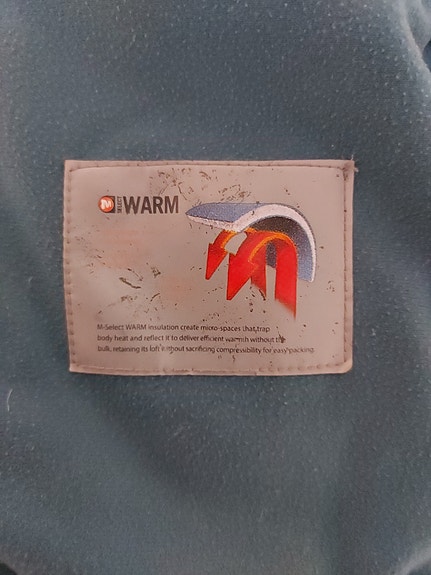 M SELECT WARM
M-Select WARM insulation create micro-spaces that trap
body heat and reflect it to deliver efficient warmth without the
bulk, retaining its loft without sacrificing compressibility for easy packing.